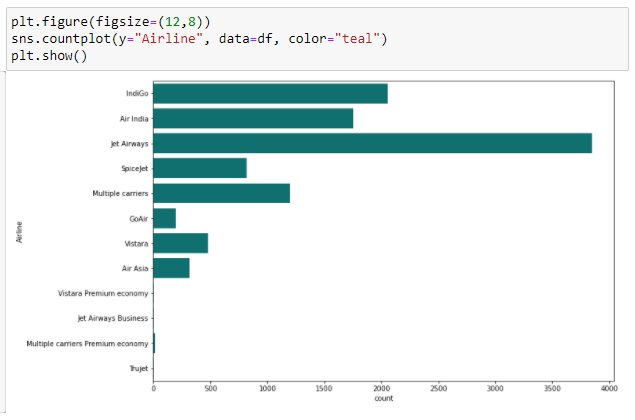 plt.figure(figsize=(12,8))
sns.countplot(y="Airline", data=df, color="teal")
plt.show()
IndiGo
Air India
Jet Airways
SpiceJet
Multiple carriers
GoAir
Vistara
Air Asia
Vistara Premium economy
Jet Airways Business
Multiple carriers Premium economy
Trujet
Airline
0 500 1000 1500 2000 2500 3000 3500 4000
count